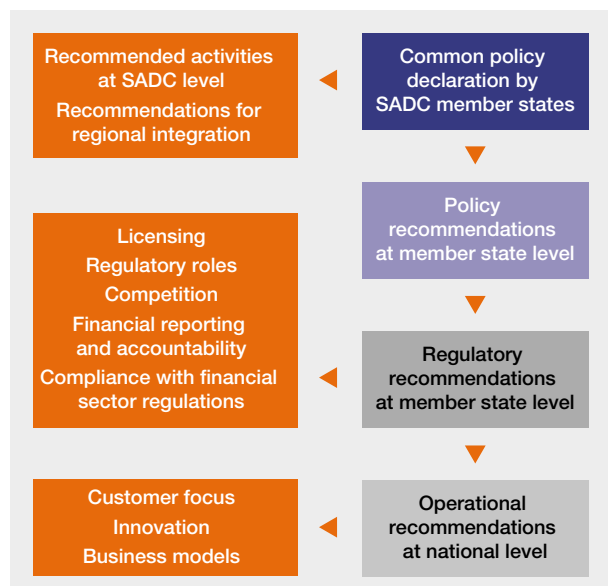 Recommended activities
at SADC level
Recommendations for
regional integration
Common policy
declaration by
SADC member states
Policy
recommendations
at member state level
Licensing
Regulatory roles
Competition
Financial reporting
and accountability
Compliance with financial
sector regulations
Regulatory
recommendations
at member state level
Customer focus
Innovation
Business models
Operational
recommendations
at national level